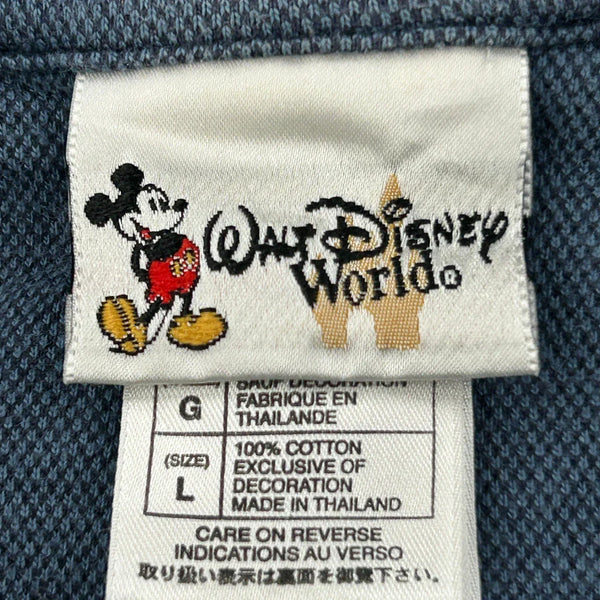 WALT DISNEY
World®
SAUF DECORATION
G
FABRIQUE EN
THAILANDE
(SIZE)
L
100% COTTON
EXCLUSIVE OF
DECORATION
MADE IN THAILAND
CARE ON REVERSE
INDICATIONS AU VERSO
取り扱い表示は裏面を御覧下さい。